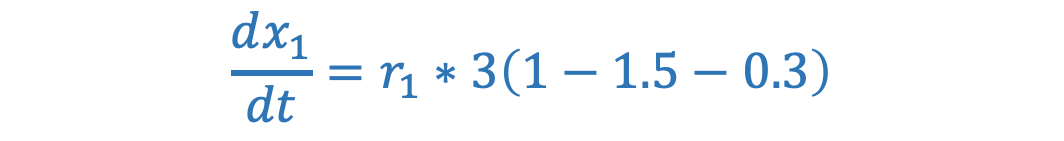 dx₁/dt = r₁ * 3(1 − 1.5 − 0.3)